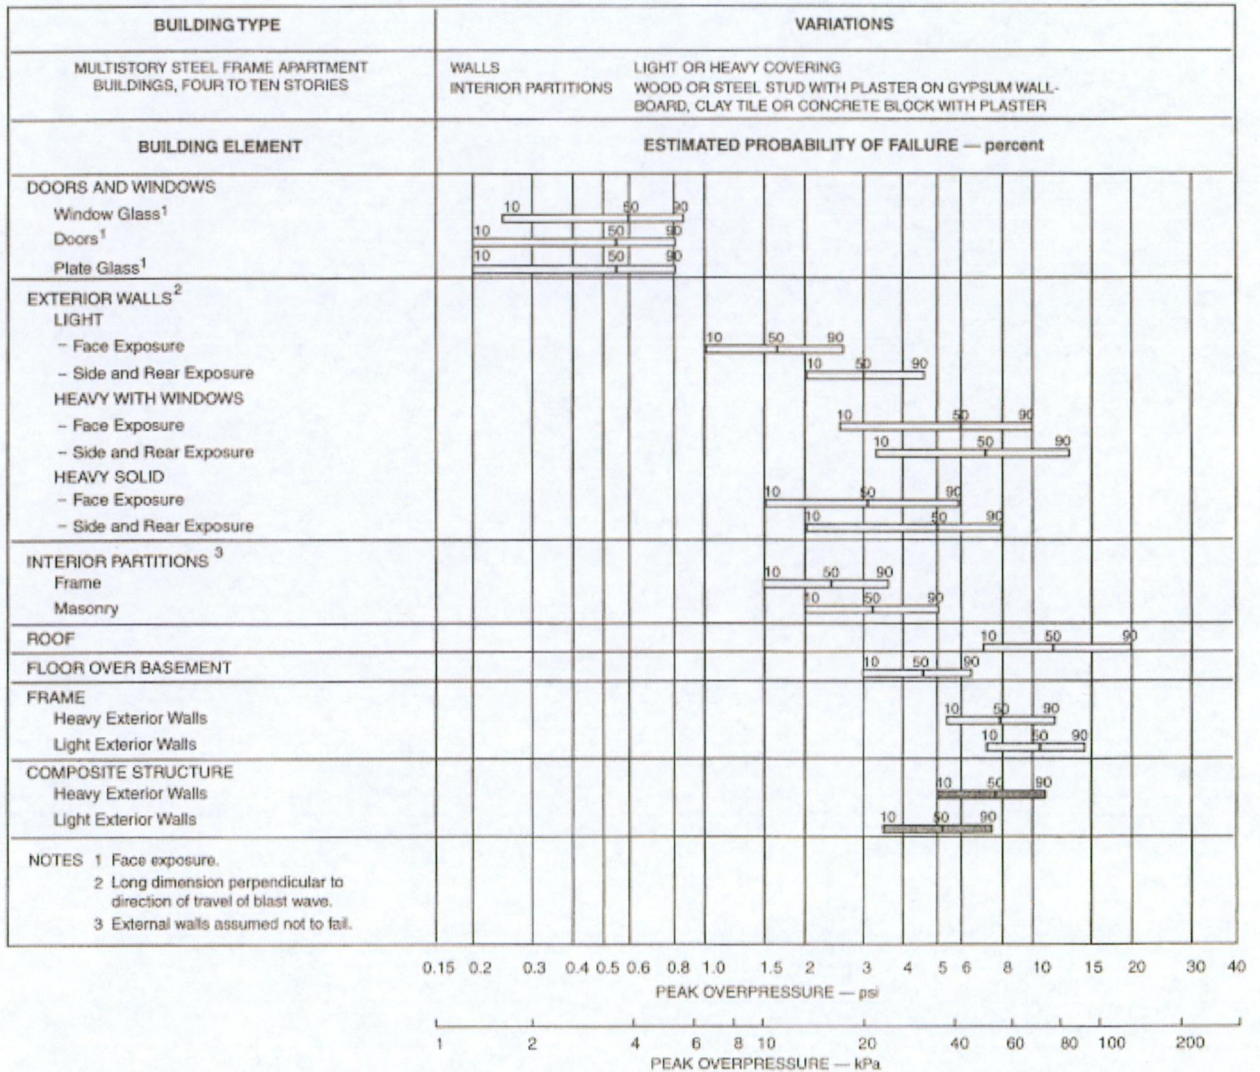 BUILDING TYPE VARIATIONS
MULTISTORY STEEL FRAME APARTMENT WALLS LIGHT OR HEAVY COVERING
BUILDINGS, FOUR TO TEN STORIES INTERIOR PARTITIONS WOOD OR STEEL STUD WITH PLASTER ON GYPSUM WALL-
BOARD, CLAY TILE OR CONCRETE BLOCK WITH PLASTER
BUILDING ELEMENT ESTIMATED PROBABILITY OF FAILURE — percent
DOORS AND WINDOWS
Window Glass1 10 50 90
Doors1 10 50 90
Plate Glass1 10 50 90
EXTERIOR WALLS2
LIGHT
– Face Exposure 10 50 90
– Side and Rear Exposure 10 50 90
HEAVY WITH WINDOWS
– Face Exposure 10 50 90
– Side and Rear Exposure 10 50 90
HEAVY SOLID
– Face Exposure 10 50 90
– Side and Rear Exposure 10 50 90
INTERIOR PARTITIONS 3
Frame 10 50 90
Masonry 10 50 90
ROOF 10 50 90
FLOOR OVER BASEMENT 10 50 90
FRAME
Heavy Exterior Walls 10 50 90
Light Exterior Walls 10 50 90
COMPOSITE STRUCTURE
Heavy Exterior Walls 10 50 90
Light Exterior Walls 10 50 90
NOTES 1 Face exposure.
2 Long dimension perpendicular to
direction of travel of blast wave.
3 External walls assumed not to fail.
0.15 0.2 0.3 0.4 0.5 0.6 0.8 1.0 1.5 2 3 4 5 6 8 10 15 20 30 40
PEAK OVERPRESSURE — psi
1 2 4 6 8 10 20 40 60 80 100 200
PEAK OVERPRESSURE — kPa